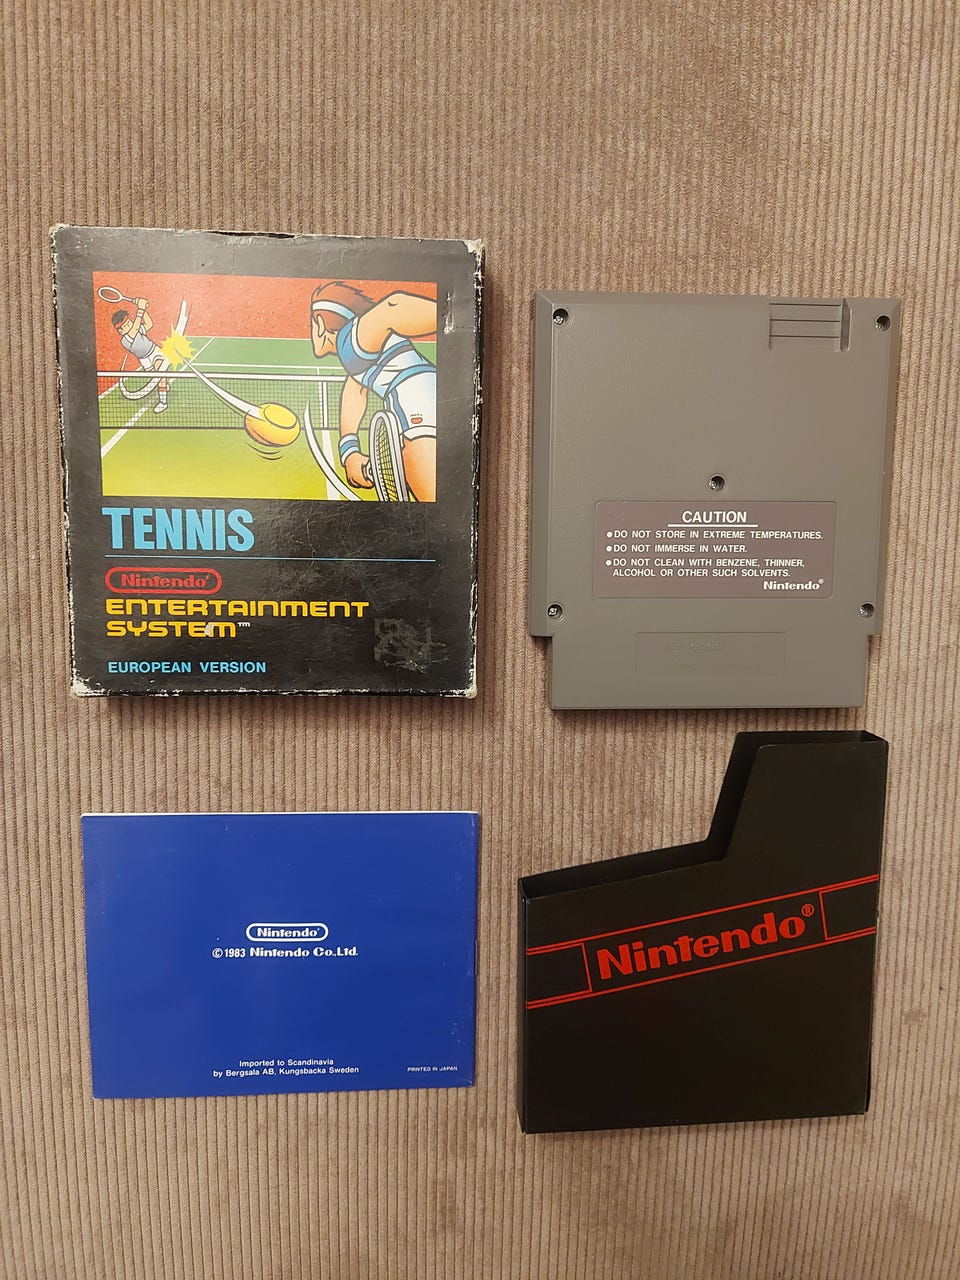 TENNIS
Nintendo®
ENTERTAINMENT
SYSTEM™
EUROPEAN VERSION
CAUTION
●DO NOT STORE IN EXTREME TEMPERATURES.
●DO NOT IMMERSE IN WATER.
●DO NOT CLEAN WITH BENZENE, THINNER,
ALCOHOL OR OTHER SUCH SOLVENTS.
Nintendo®
Nintendo®
©1983 Nintendo Co.,Ltd.
Imported to Scandinavia
by Bergsala AB, Kungsbacka Sweden
PRINTED IN JAPAN
Nintendo®